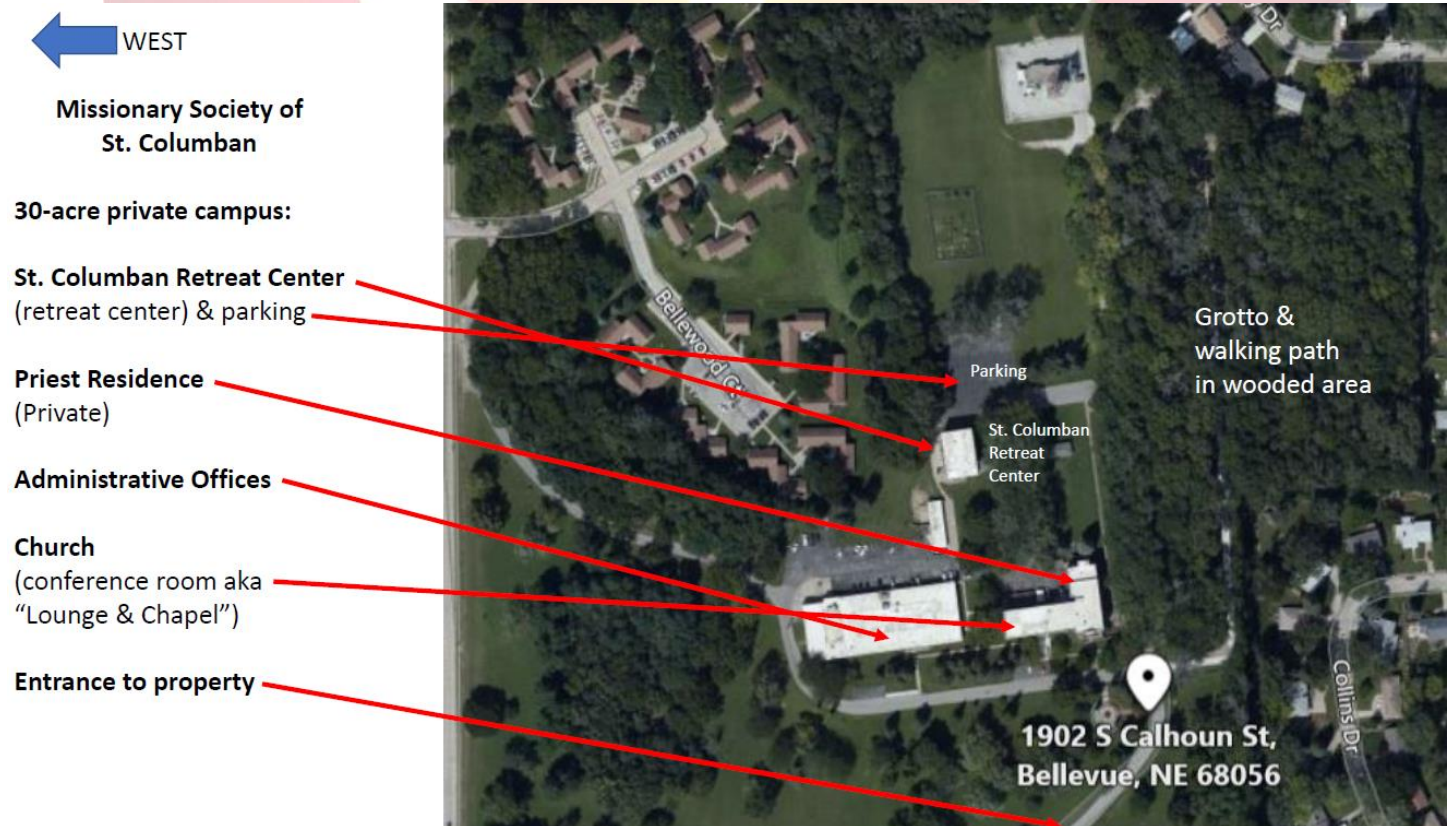 WEST
Missionary Society of
St. Columban
30-acre private campus:
St. Columban Retreat Center
(retreat center) & parking
Priest Residence
(Private)
Administrative Offices
Church
(conference room aka
“Lounge & Chapel”)
Entrance to property
Bellewood
Parking
St. Columban
Retreat
Center
Grotto &
walking path
in wooded area
Collins Dr
1902 S Calhoun St,
Bellevue, NE 68056
Dr